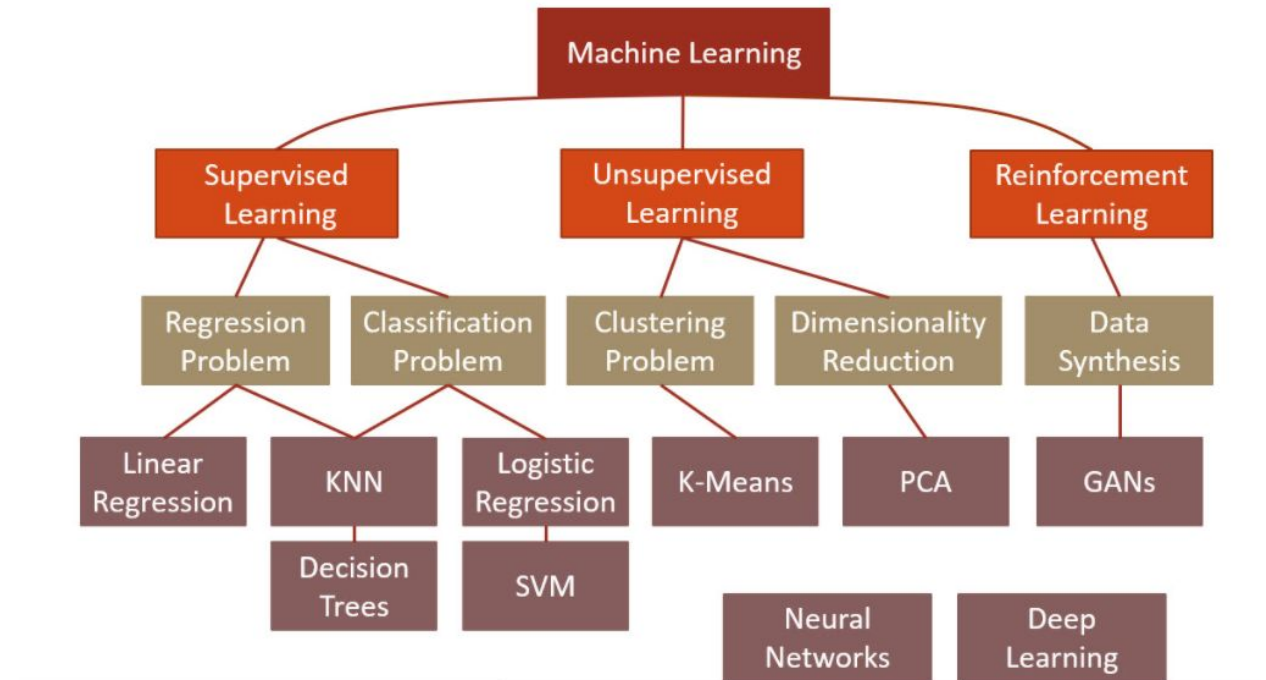 Machine Learning
Supervised
Learning
Unsupervised
Learning
Reinforcement
Learning
Regression
Problem
Classification
Problem
Clustering
Problem
Dimensionality
Reduction
Data
Synthesis
Linear
Regression
KNN
Logistic
Regression
K-Means
PCA
GANs
Decision
Trees
SVM
Neural
Networks
Deep
Learning